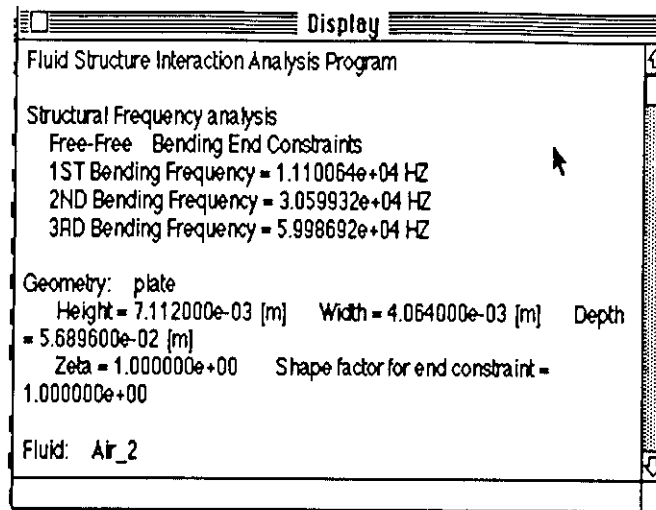 Display
Fluid Structure Interaction Analysis Program
Structural Frequency analysis
Free-Free Bending End Constraints
1ST Bending Frequency = 1.110064e+04 HZ
2ND Bending Frequency = 3.059932e+04 HZ
3RD Bending Frequency = 5.998692e+04 HZ
Geometry: plate
Height = 7.112000e-03 [m] Width = 4.064000e-03 [m] Depth
= 5.689600e-02 [m]
Zeta = 1.000000e+00 Shape factor for end constraint =
1.000000e+00
Fluid: Air_2